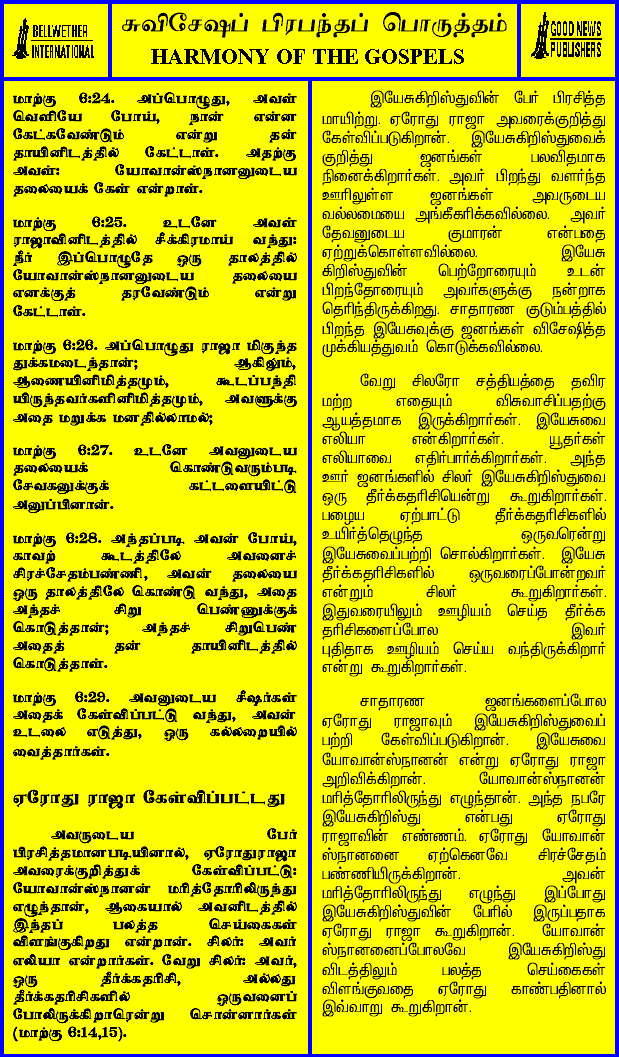 BELLWETHER
INTERNATIONAL
சுவிசேஷப் பிரபந்தப் பொருத்தம்
HARMONY OF THE GOSPELS
GOOD NEWS
PUBLISHERS
மாற்கு 6:24. அப்பொழுது, அவள்
வெளியே போய், நான் என்ன
கேட்கவேண்டும் என்று தன்
தாயினிடத்தில் கேட்டாள். அதற்கு
அவள்: யோவான்ஸ்நானனுடைய
தலையைக் கேள் என்றாள்.
மாற்கு 6:25. உடனே அவள்
ராஜாவினிடத்தில் சீக்கிரமாய் வந்து:
நீர் இப்பொழுதே ஒரு தாலத்தில்
யோவான்ஸ்நானனுடைய தலையை
எனக்குத் தரவேண்டும் என்று
கேட்டாள்.
மாற்கு 6:26. அப்பொழுது ராஜா மிகுந்த
துக்கமடைந்தான்; ஆகிலும்,
ஆணையினிமித்தமும், கூடப்பந்தி
யிருந்தவர்களினிமித்தமும், அவளுக்கு
அதை மறுக்க மனதில்லாமல்;
மாற்கு 6:27. உடனே அவனுடைய
தலையைக் கொண்டுவரும்படி
சேவகனுக்குக் கட்டளையிட்டு
அனுப்பினான்.
மாற்கு 6:28. அந்தப்படி அவன் போய்,
காவற் கூடத்திலே அவனைச்
சிரச்சேதம்பண்ணி, அவன் தலையை
ஒரு தாலத்திலே கொண்டு வந்து, அதை
அந்தச் சிறு பெண்ணுக்குக்
கொடுத்தான்; அந்தச் சிறுபெண்
அதைத் தன் தாயினிடத்தில்
கொடுத்தாள்.
மாற்கு 6:29. அவனுடைய சீஷர்கள்
அதைக் கேள்விப்பட்டு வந்து, அவன்
உடலை எடுத்து, ஒரு கல்லறையில்
வைத்தார்கள்.
ஏரோது ராஜா கேள்விப்பட்டது
அவருடைய பேர்
பிரசித்தமானபடியினால், ஏரோதுராஜா
அவரைக்குறித்துக் கேள்விப்பட்டு:
யோவான்ஸ்நானன் மரித்தோரிலிருந்து
எழுந்தான், ஆகையால் அவனிடத்தில்
இந்தப் பலத்த செய்கைகள்
விளங்குகிறது என்றான். சிலர்: அவர்
எலியா என்றார்கள். வேறு சிலர்: அவர்,
ஒரு தீர்க்கதரிசி, அல்லது
தீர்க்கதரிசிகளில் ஒருவனைப்
போலிருக்கிறாரென்று சொன்னார்கள்
(மாற்கு 6:14,15).
இயேசுகிறிஸ்துவின் பேர் பிரசித்த
மாயிற்று. ஏரோது ராஜா அவரைக்குறித்து
கேள்விப்படுகிறான். இயேசுகிறிஸ்துவைக்
குறித்து ஜனங்கள் பலவிதமாக
நினைக்கிறார்கள். அவர் பிறந்து வளர்ந்த
ஊரிலுள்ள ஜனங்கள் அவருடைய
வல்லமையை அங்கீகரிக்கவில்லை. அவர்
தேவனுடைய குமாரன் என்பதை
ஏற்றுக்கொள்ளவில்லை. இயேசு
கிறிஸ்துவின் பெற்றோரையும் உடன்
பிறந்தோரையும் அவர்களுக்கு நன்றாக
தெரிந்திருக்கிறது. சாதாரண குடும்பத்தில்
பிறந்த இயேசுவுக்கு ஜனங்கள் விசேஷித்த
முக்கியத்துவம் கொடுக்கவில்லை.
வேறு சிலரோ சத்தியத்தை தவிர
மற்ற எதையும் விசுவாசிப்பதற்கு
ஆயத்தமாக இருக்கிறார்கள். இயேசுவை
எலியா என்கிறார்கள். யூதர்கள்
எலியாவை எதிர்பார்க்கிறார்கள். அந்த
ஊர் ஜனங்களில் சிலர் இயேசுகிறிஸ்துவை
ஒரு தீர்க்கதரிசியென்று கூறுகிறார்கள்.
பழைய ஏற்பாட்டு தீர்க்கதரிசிகளில்
உயிர்த்தெழுந்த ஒருவரென்று
இயேசுவைப்பற்றி சொல்கிறார்கள். இயேசு
தீர்க்கதரிசிகளில் ஒருவரைப்போன்றவர்
என்றும் சிலர் கூறுகிறார்கள்.
இதுவரையிலும் ஊழியம் செய்த தீர்க்க
தரிசிகளைப்போல இவர்
புதிதாக ஊழியம் செய்ய வந்திருக்கிறார்
என்று கூறுகிறார்கள்.
சாதாரண ஜனங்களைப்போல
ஏரோது ராஜாவும் இயேசுகிறிஸ்துவைப்
பற்றி கேள்விப்படுகிறான். இயேசுவை
யோவான்ஸ்நானன் என்று ஏரோது ராஜா
அறிவிக்கிறான். யோவான்ஸ்நானன்
மரித்தோரிலிருந்து எழுந்தான். அந்த நபரே
இயேசுகிறிஸ்து என்பது ஏரோது
ராஜாவின் எண்ணம். ஏரோது யோவான்
ஸ்நானனை ஏற்கெனவே சிரச்சேதம்
பண்ணியிருக்கிறான். அவன்
மரித்தோரிலிருந்து எழுந்து இப்போது
இயேசுகிறிஸ்துவின் பேரில் இருப்பதாக
ஏரோது ராஜா கூறுகிறான். யோவான்
ஸ்நானனைப்போலவே இயேசுகிறிஸ்து
விடத்திலும் பலத்த செய்கைகள்
விளங்குவதை ஏரோது காண்பதினால்
இவ்வாறு கூறுகிறான்.